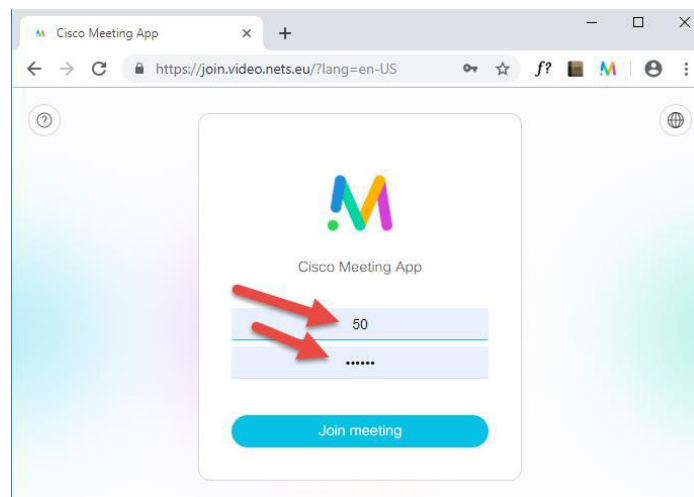 Cisco Meeting App
https://join.video.nets.eu/?lang=en-US
f?
Cisco Meeting App
50
••••••
Join meeting